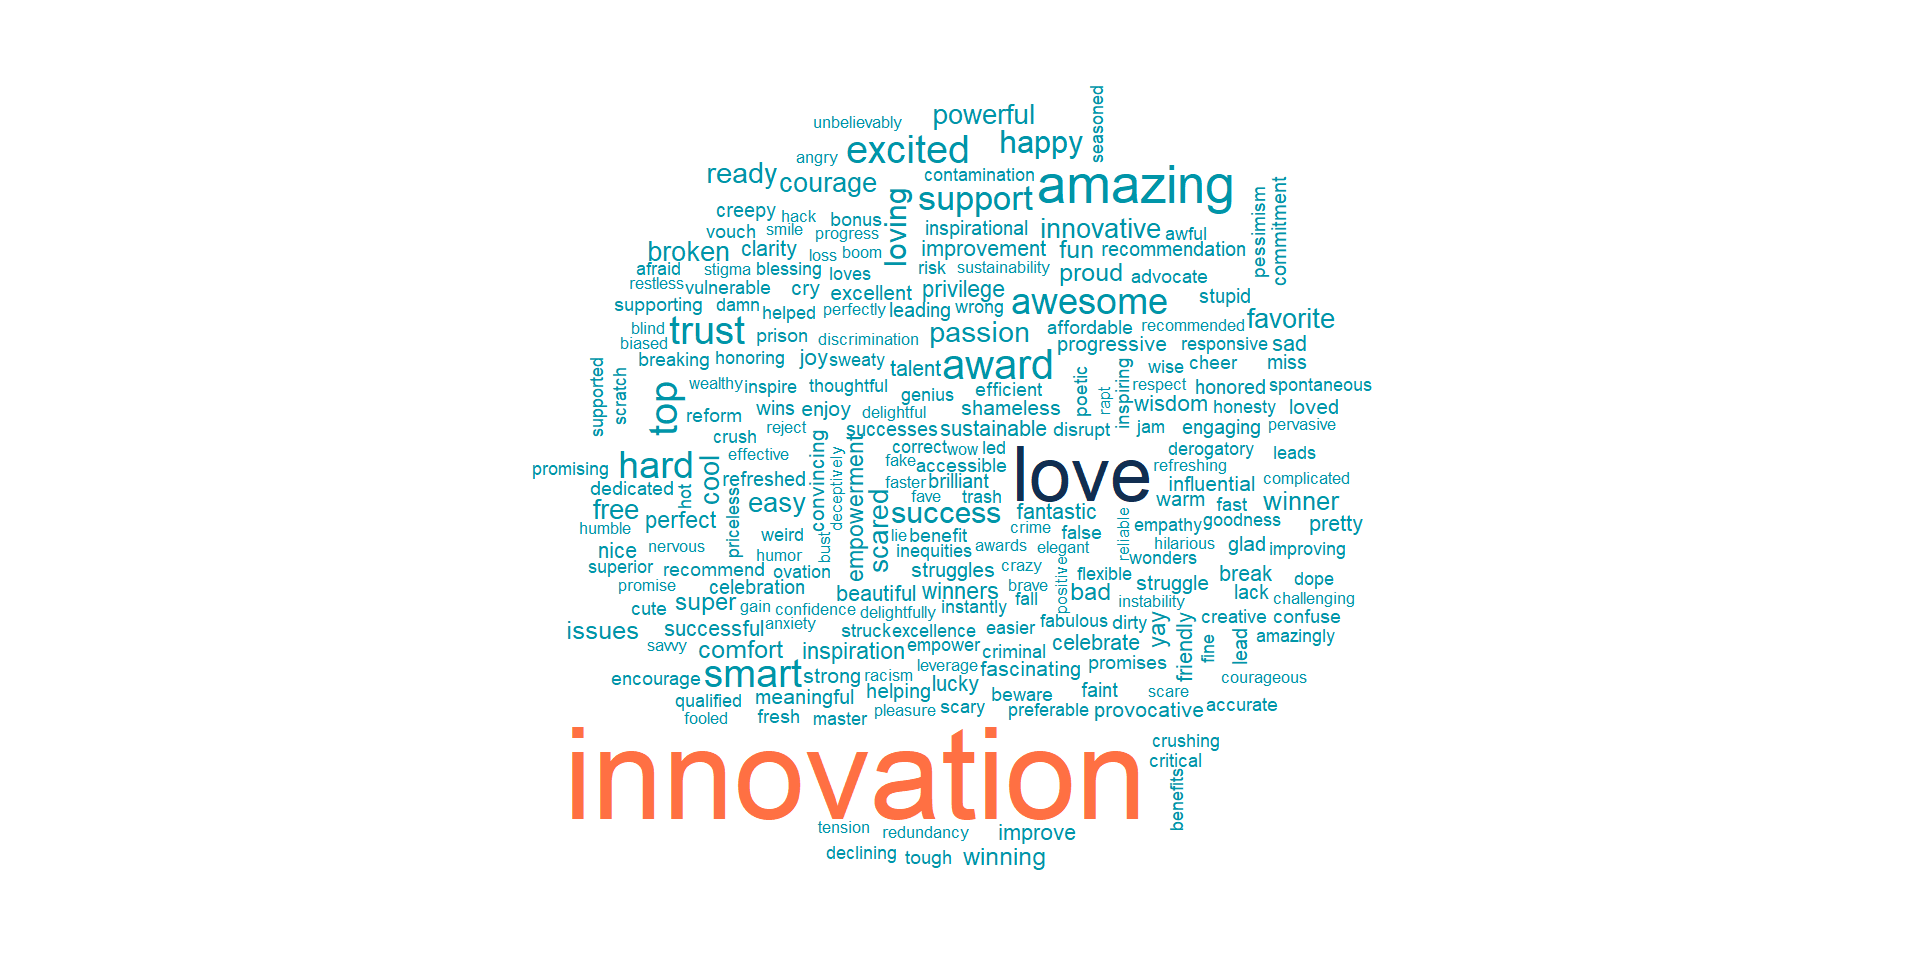 seasoned
powerful
unbelievably
happy
excited
angry
ready
courage
contamination
support
amazing
loving
pessimism
commitment
creepy
hack
bonus
vouch
smile
progress
inspirational
innovative
awful
broken
clarity
loss
boom
improvement
fun
recommendation
afraid
stigma
blessing
loves
risk
sustainability
proud
advocate
restless
vulnerable
cry
excellent
privilege
awesome
stupid
supporting
damn
helped
perfectly
leading
wrong
favorite
blind
trust
prison
discrimination
passion
affordable
recommended
biased
progressive
responsive
sad
breaking
honoring
joy
sweaty
talent
award
wise
cheer
miss
supported
scratch
top
wealthy
inspire
thoughtful
genius
efficient
poetic
rapt
inspiring
respect
honored
spontaneous
reform
wins
enjoy
delightful
shameless
wisdom
honesty
loved
crush
reject
successes
sustainable
disrupt
jam
engaging
pervasive
promising
hard
cool
effective
convincing
deceptively
empowerment
correct
wow
led
love
derogatory
leads
fake
accessible
refreshing
dedicated
hot
refreshed
faster
brilliant
influential
complicated
free
priceless
easy
scared
fave
trash
warm
fast
winner
humble
perfect
success
fantastic
reliable
empathy
goodness
pretty
nice
nervous
weird
bust
lie
benefit
crime
false
hilarious
glad
improving
humor
inequities
awards
elegant
wonders
superior
recommend
ovation
struggles
crazy
positive
flexible
struggle
break
dope
promise
celebration
beautiful
winners
brave
bad
instability
lack
challenging
cute
super
gain
confidence
delightfully
instantly
fall
issues
successful
anxiety
struck
excellence
easier
fabulous
dirty
yay
friendly
creative
confuse
savvy
comfort
inspiration
empower
criminal
celebrate
fine
lead
amazingly
encourage
smart
strong
racism
leverage
fascinating
promises
courageous
qualified
meaningful
helping
lucky
beware
faint
scare
fooled
fresh
master
pleasure
scary
preferable
provocative
accurate
innovation
crushing
critical
benefits
tension
redundancy
improve
declining
tough
winning